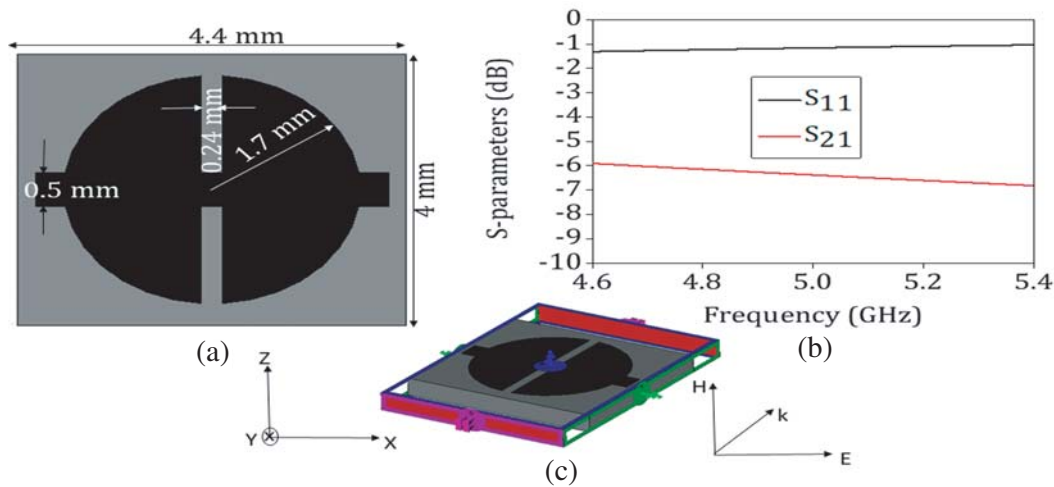 4.4 mm
0.24 mm
1.7 mm
0.5 mm
4 mm
(a)
S-parameters (dB)
0
-1
-2
-3
-4
-5
-6
-7
-8
-9
-10
S11
S21
4.6 4.8 5.0 5.2 5.4
Frequency (GHz)
(b)
Z
Y X
H
k
E
(c)